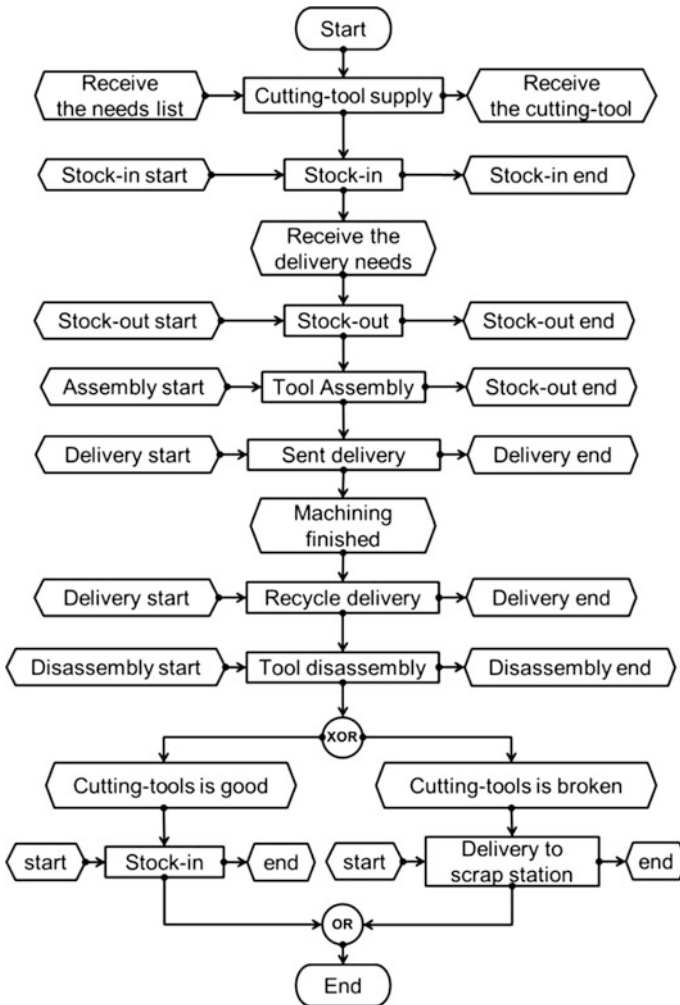 Start
Receive
the needs list
Cutting-tool supply
Receive
the cutting-tool
Stock-in start
Stock-in
Stock-in end
Receive the
delivery needs
Stock-out start
Stock-out
Stock-out end
Assembly start
Tool Assembly
Stock-out end
Delivery start
Sent delivery
Delivery end
Machining
finished
Delivery start
Recycle delivery
Delivery end
Disassembly start
Tool disassembly
Disassembly end
XOR
Cutting-tools is good
Cutting-tools is broken
start
Stock-in
end
start
Delivery to
scrap station
end
OR
End